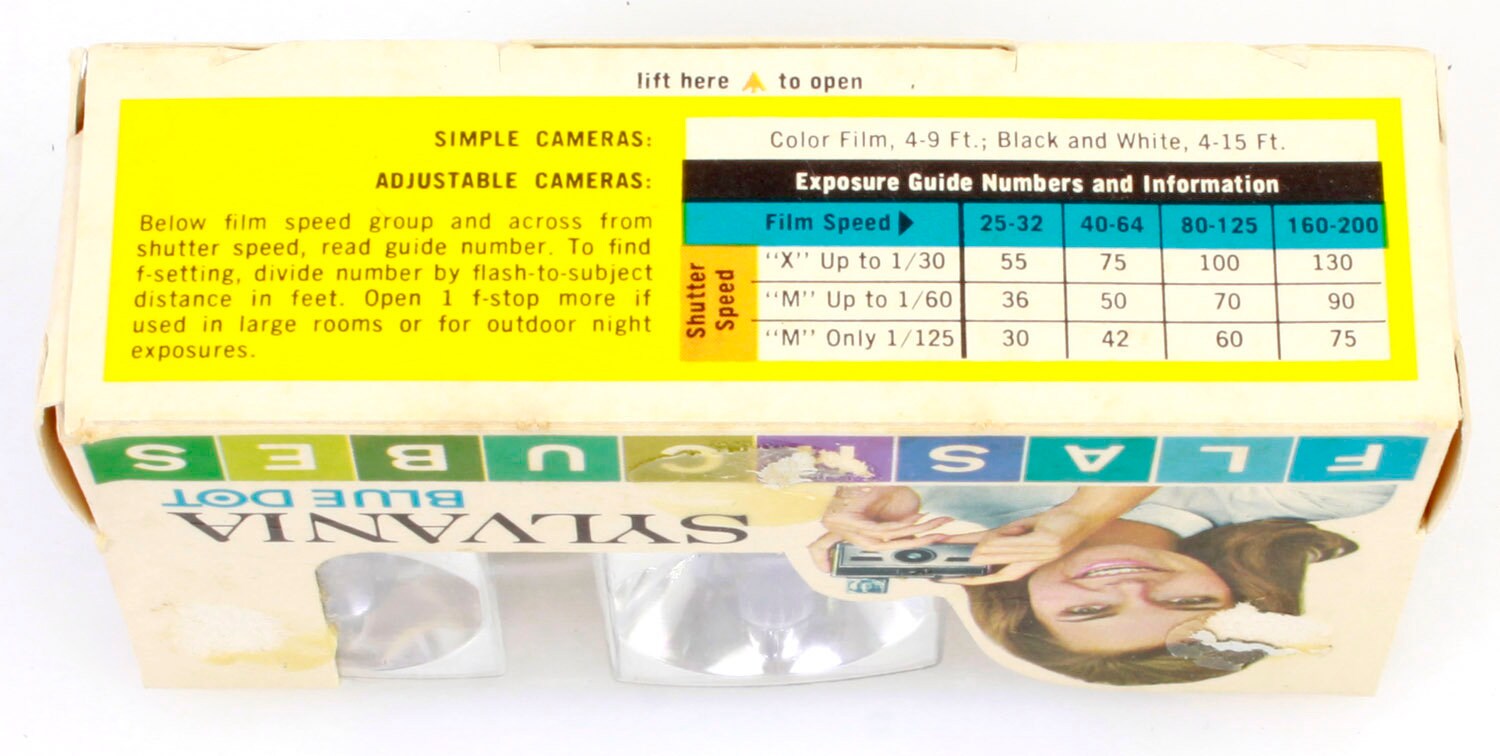 lift here to open
SIMPLE CAMERAS: Color Film, 4-9 Ft.; Black and White, 4-15 Ft.
ADJUSTABLE CAMERAS:
Below film speed group and across from
shutter speed, read guide number. To find
f-setting, divide number by flash-to-subject
distance in feet. Open 1 f-stop more if
used in large rooms or for outdoor night
exposures.
Exposure Guide Numbers and Information
Film Speed 25-32 40-64 80-125 160-200
Shutter
Speed
"X" Up to 1/30 55 75 100 130
"M" Up to 1/60 36 50 70 90
"M" Only 1/125 30 42 60 75
SYLVANIA
BLUE DOT
FLASHCUBES